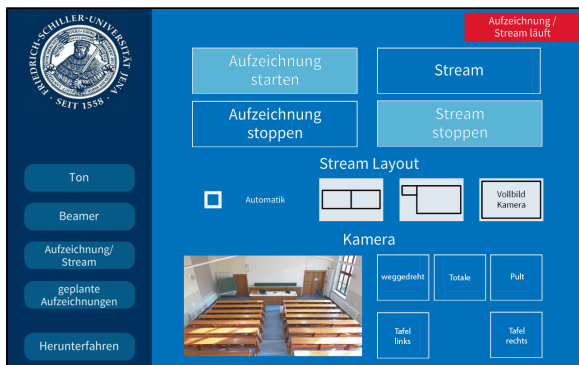 FRIEDRICH-SCHILLER-UNIVERSITÄT JENA
SEIT 1558
Ton
Beamer
Aufzeichnung/
Stream
geplante
Aufzeichnungen
Herunterfahren
Aufzeichnung /
Stream läuft
Aufzeichnung
starten
Stream
Aufzeichnung
stoppen
Stream
stoppen
Stream Layout
Automatik
Vollbild
Kamera
Kamera
weggedreht
Totale
Pult
Tafel
links
Tafel
rechts